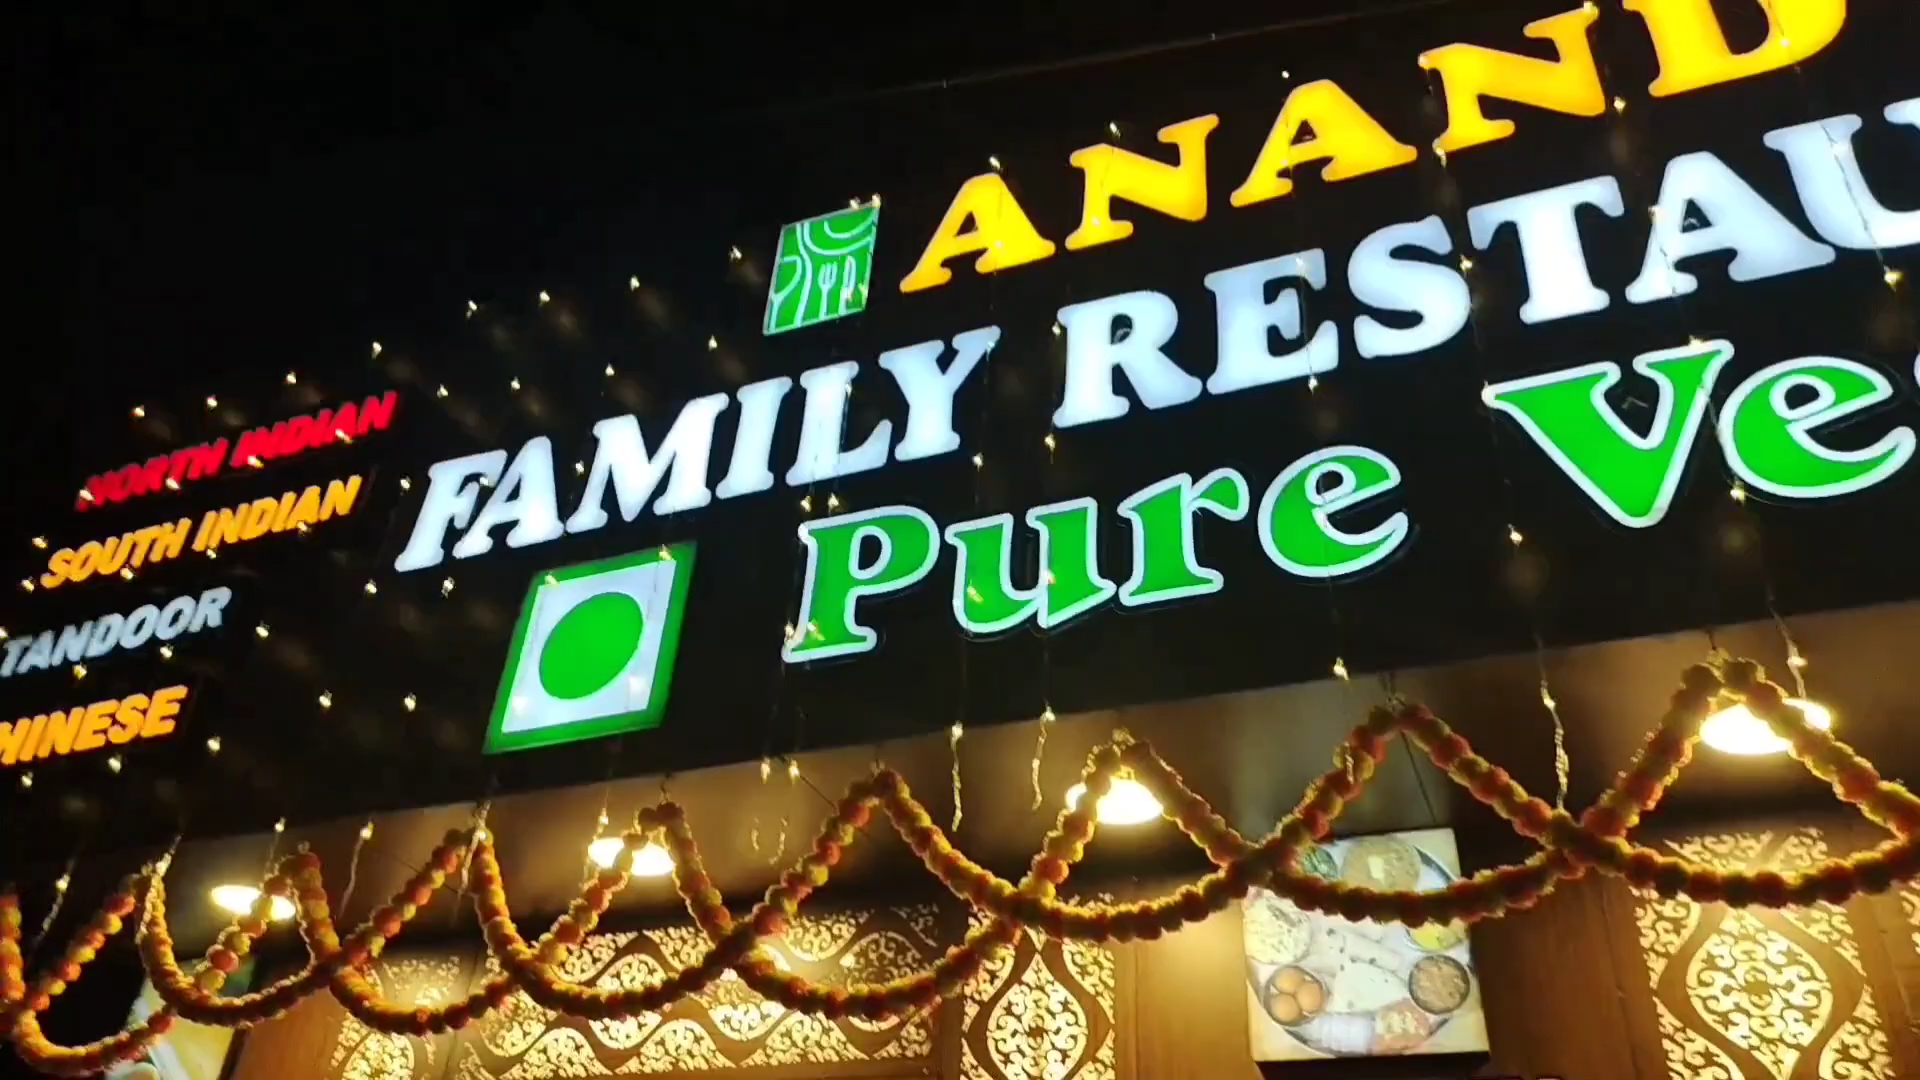 ANAND
FAMILY RESTAU
Pure Ve
NORTH INDIAN
SOUTH INDIAN
TANDOOR
HINESE